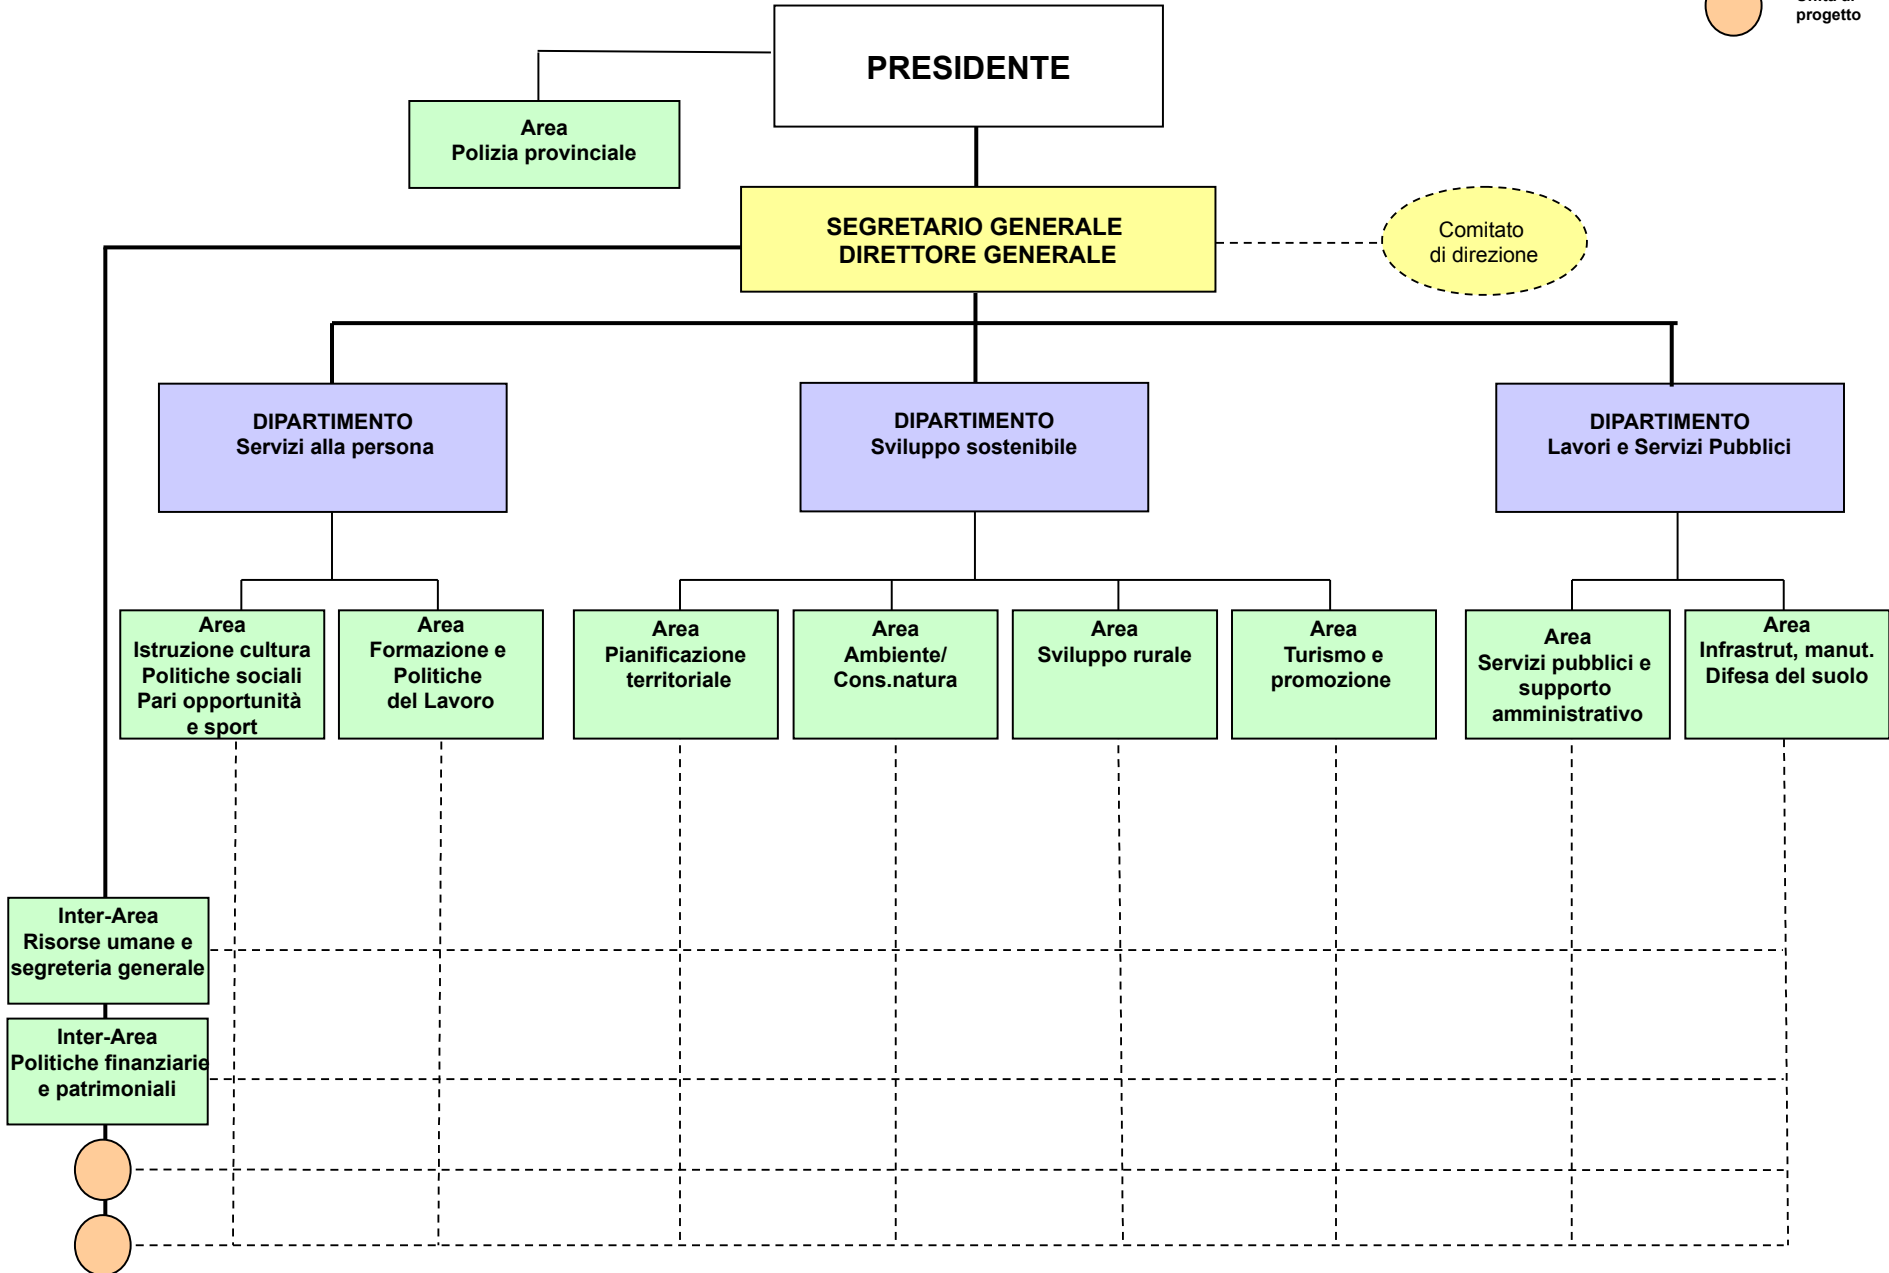 progetto
PRESIDENTE
Area
Polizia provinciale
SEGRETARIO GENERALE
DIRETTORE GENERALE
Comitato
di direzione
DIPARTIMENTO
Servizi alla persona
DIPARTIMENTO
Sviluppo sostenibile
DIPARTIMENTO
Lavori e Servizi Pubblici
Area
Istruzione cultura
Politiche sociali
Pari opportunità
e sport
Area
Formazione e
Politiche
del Lavoro
Area
Pianificazione
territoriale
Area
Ambiente/
Cons.natura
Area
Sviluppo rurale
Area
Turismo e
promozione
Area
Servizi pubblici e
supporto
amministrativo
Area
Infrastrut, manut.
Difesa del suolo
Inter-Area
Risorse umane e
segreteria generale
Inter-Area
Politiche finanziarie
e patrimoniali